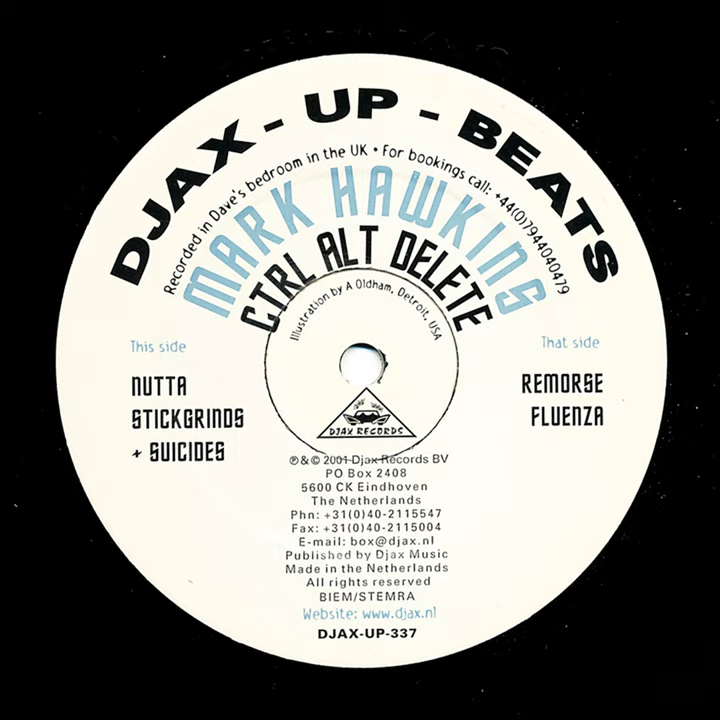 DJAX - UP - BEATS
Recorded in Dave's bedroom in the UK • For bookings call: +44(0)7944040479
MARK HAWKINS
CTRL ALT DELETE
Illustration by A Oldham, Detroit, USA
This side
NUTTA
STICKGRINDS
+ SUICIDES
That side
REMORSE
FLUENZA
DJAX RECORDS
℗ & © 2001 Djax Records BV
PO Box 2408
5600 CK Eindhoven
The Netherlands
Phn: +31(0)40-2115547
Fax: +31(0)40-2115004
E-mail: box@djax.nl
Published by Djax Music
Made in the Netherlands
All rights reserved
BIEM/STEMRA
Website: www.djax.nl
DJAX-UP-337